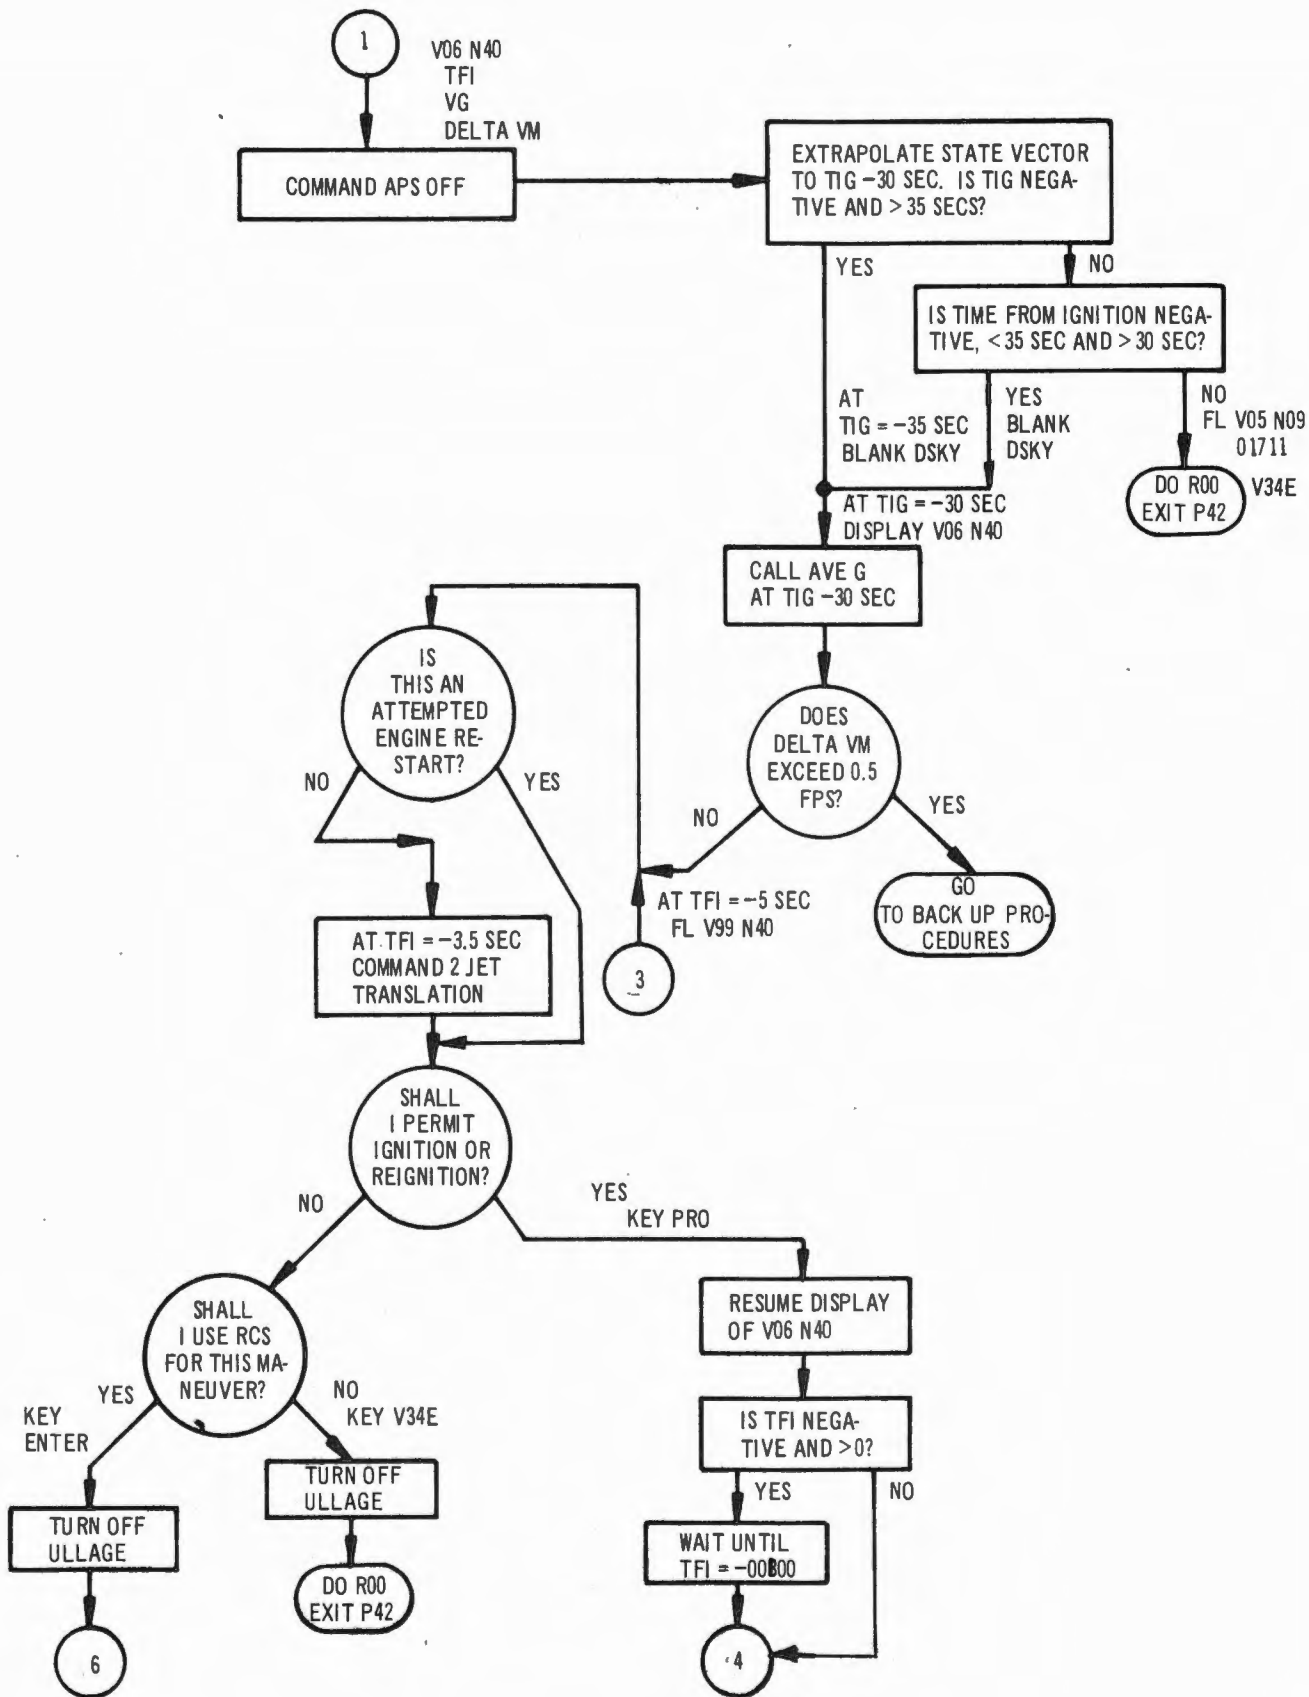 1
V06 N40
TFI
VG
DELTA VM
COMMAND APS OFF
EXTRAPOLATE STATE VECTOR
TO TIG -30 SEC. IS TIG NEGA-
TIVE AND > 35 SECS?
YES
NO
IS TIME FROM IGNITION NEGA-
TIVE, <35 SEC AND > 30 SEC?
AT
TIG = -35 SEC
BLANK DSKY
YES
BLANK
DSKY
NO
FL V05 N09
01711
DO R00
EXIT P42
V34E
AT TIG = -30 SEC
DISPLAY V06 N40
CALL AVE G
AT TIG -30 SEC
IS
THIS AN
ATTEMPTED
ENGINE RE-
START?
NO
YES
DOES
DELTA VM
EXCEED 0.5
FPS?
NO
YES
AT TFI = -5 SEC
FL V99 N40
GO
TO BACK UP PRO-
CEDURES
3
AT TFI = -3.5 SEC
COMMAND 2 JET
TRANSLATION
SHALL
I PERMIT
IGNITION OR
REIGNITION?
NO
YES
KEY PRO
SHALL
I USE RCS
FOR THIS MA-
NEUVER?
YES
KEY
ENTER
NO
KEY V34E
RESUME DISPLAY
OF V06 N40
IS TFI NEGA-
TIVE AND >0?
YES
NO
TURN OFF
ULLAGE
TURN OFF
ULLAGE
WAIT UNTIL
TFI = -00B00
DO R00
EXIT P42
6
4